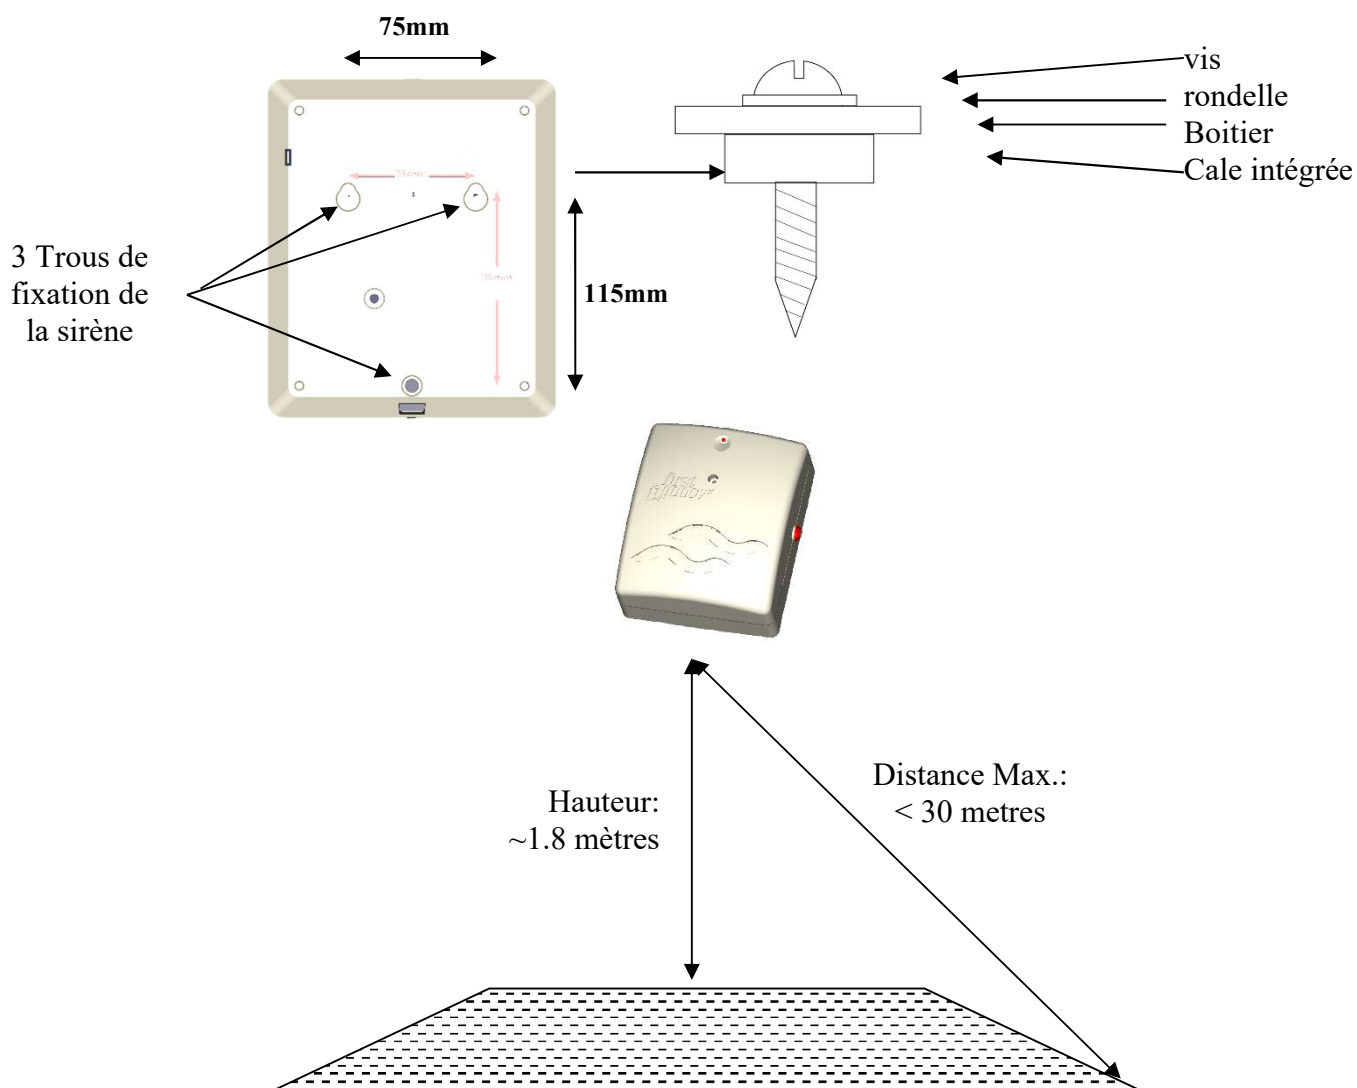 75mm
vis
rondelle
Boitier
Cale intégrée
3 Trous de
fixation de
la sirène
115mm
Hauteur:
~1.8 mètres
Distance Max.:
< 30 metres